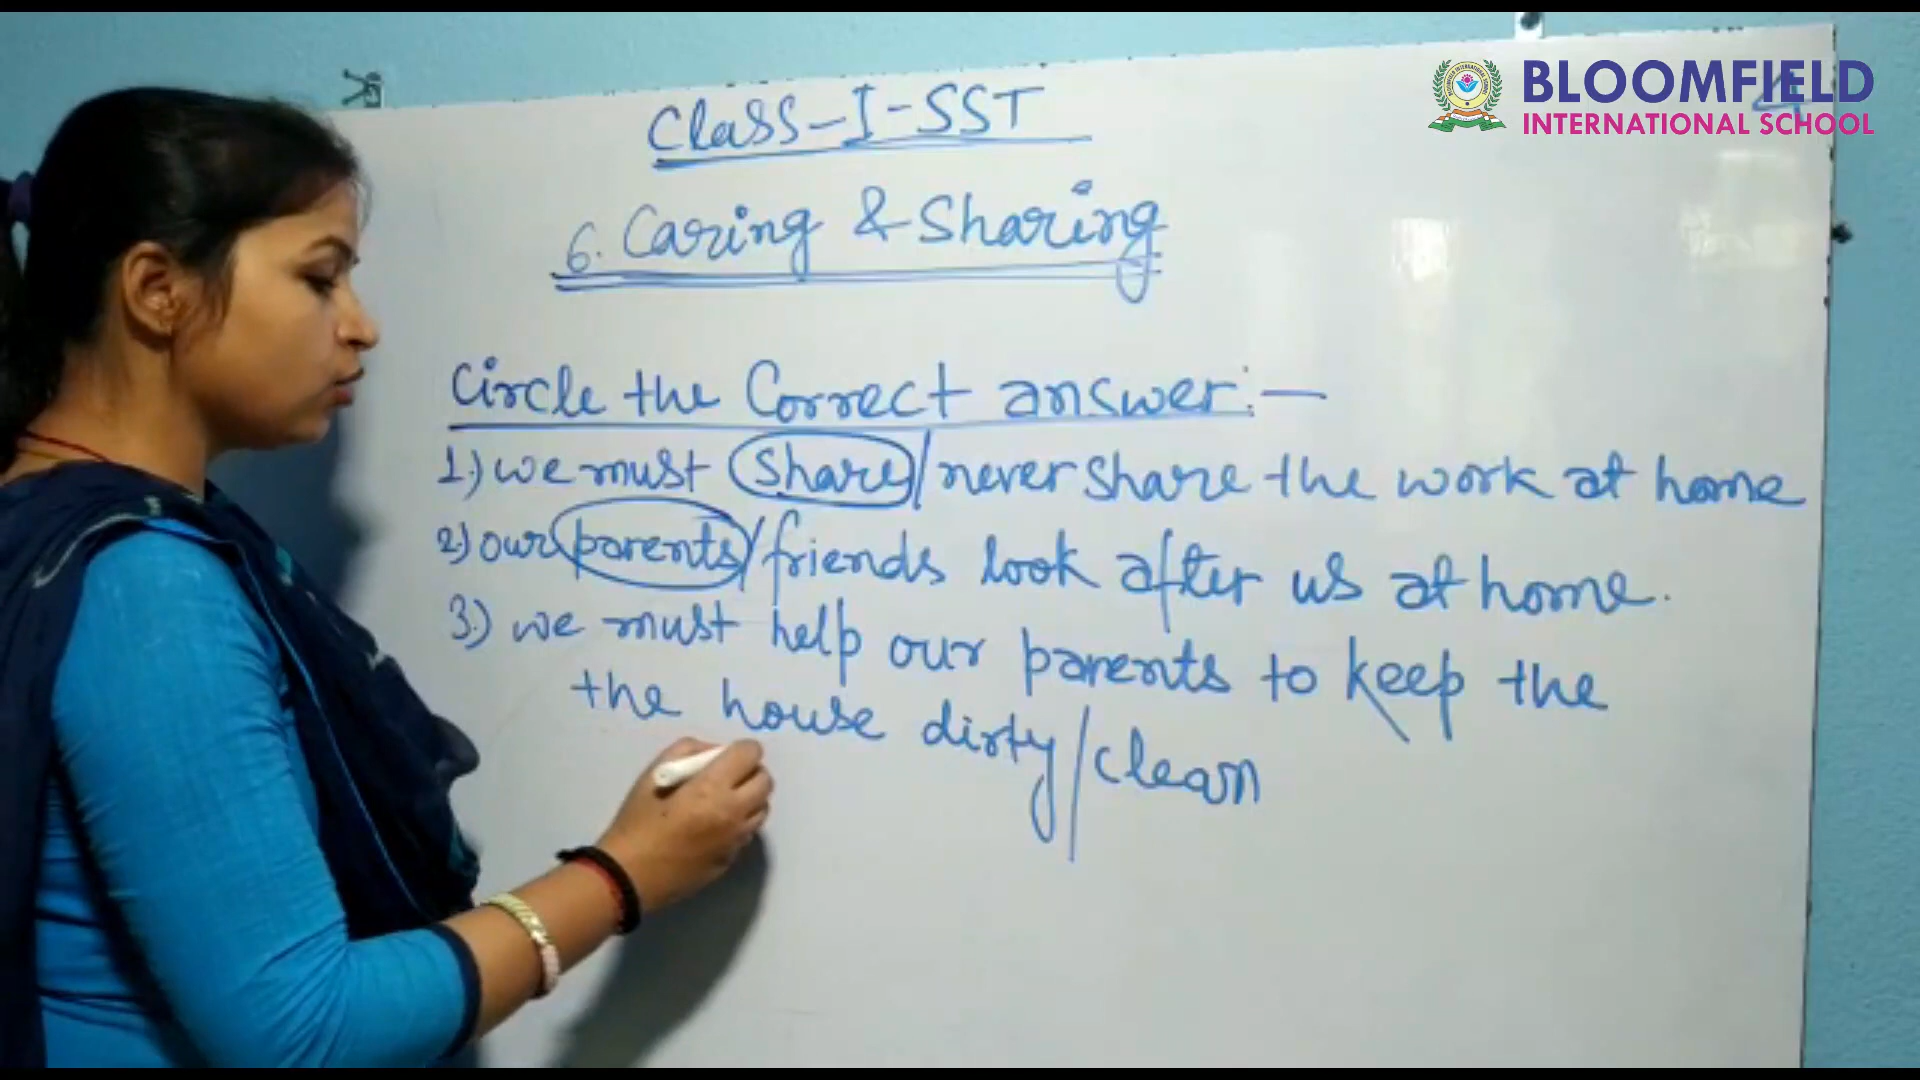 BLOOMFIELD
INTERNATIONAL SCHOOL
Class-I-SST
6. Caring & Sharing
Circle the Correct answer:-
1.) we must share/never share the work at home
2.) our parents/friends look after us at home.
3.) we must help our parents to keep the
the house dirty/clean